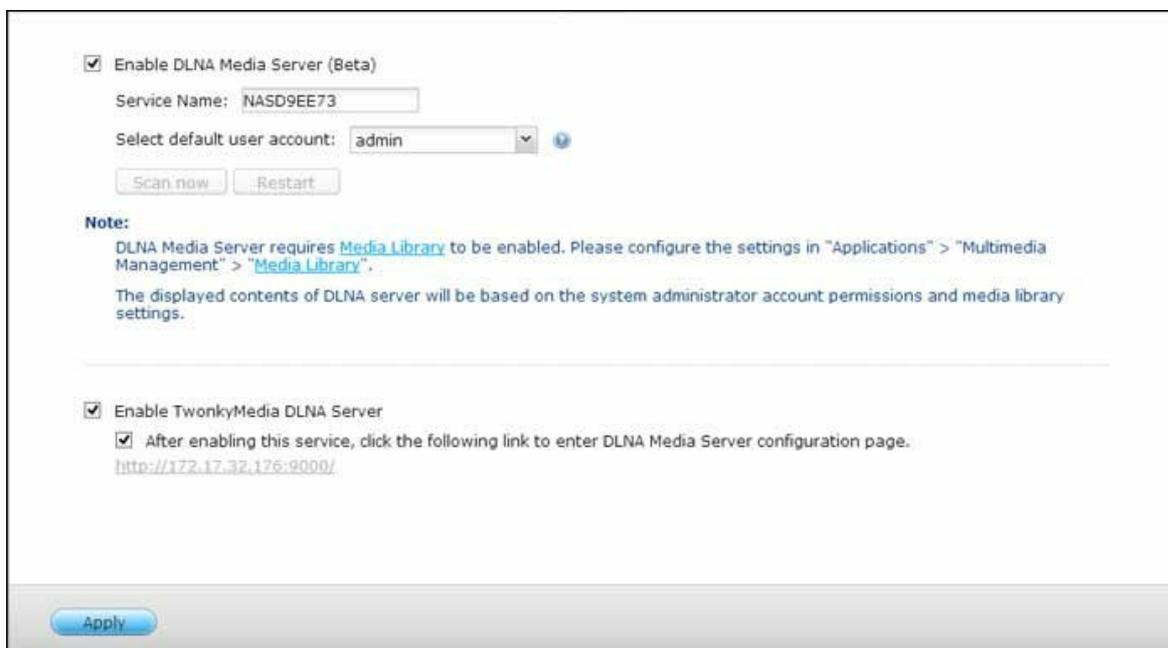 Enable DLNA Media Server (Beta)
Service Name: NASD9EE73
Select default user account: admin
Scan now Restart
Note:
DLNA Media Server requires Media Library to be enabled. Please configure the settings in "Applications" > "Multimedia
Management" > "Media Library".
The displayed contents of DLNA server will be based on the system administrator account permissions and media library
settings.
Enable TwonkyMedia DLNA Server
After enabling this service, click the following link to enter DLNA Media Server configuration page.
http://172.17.32.176:9000/
Apply